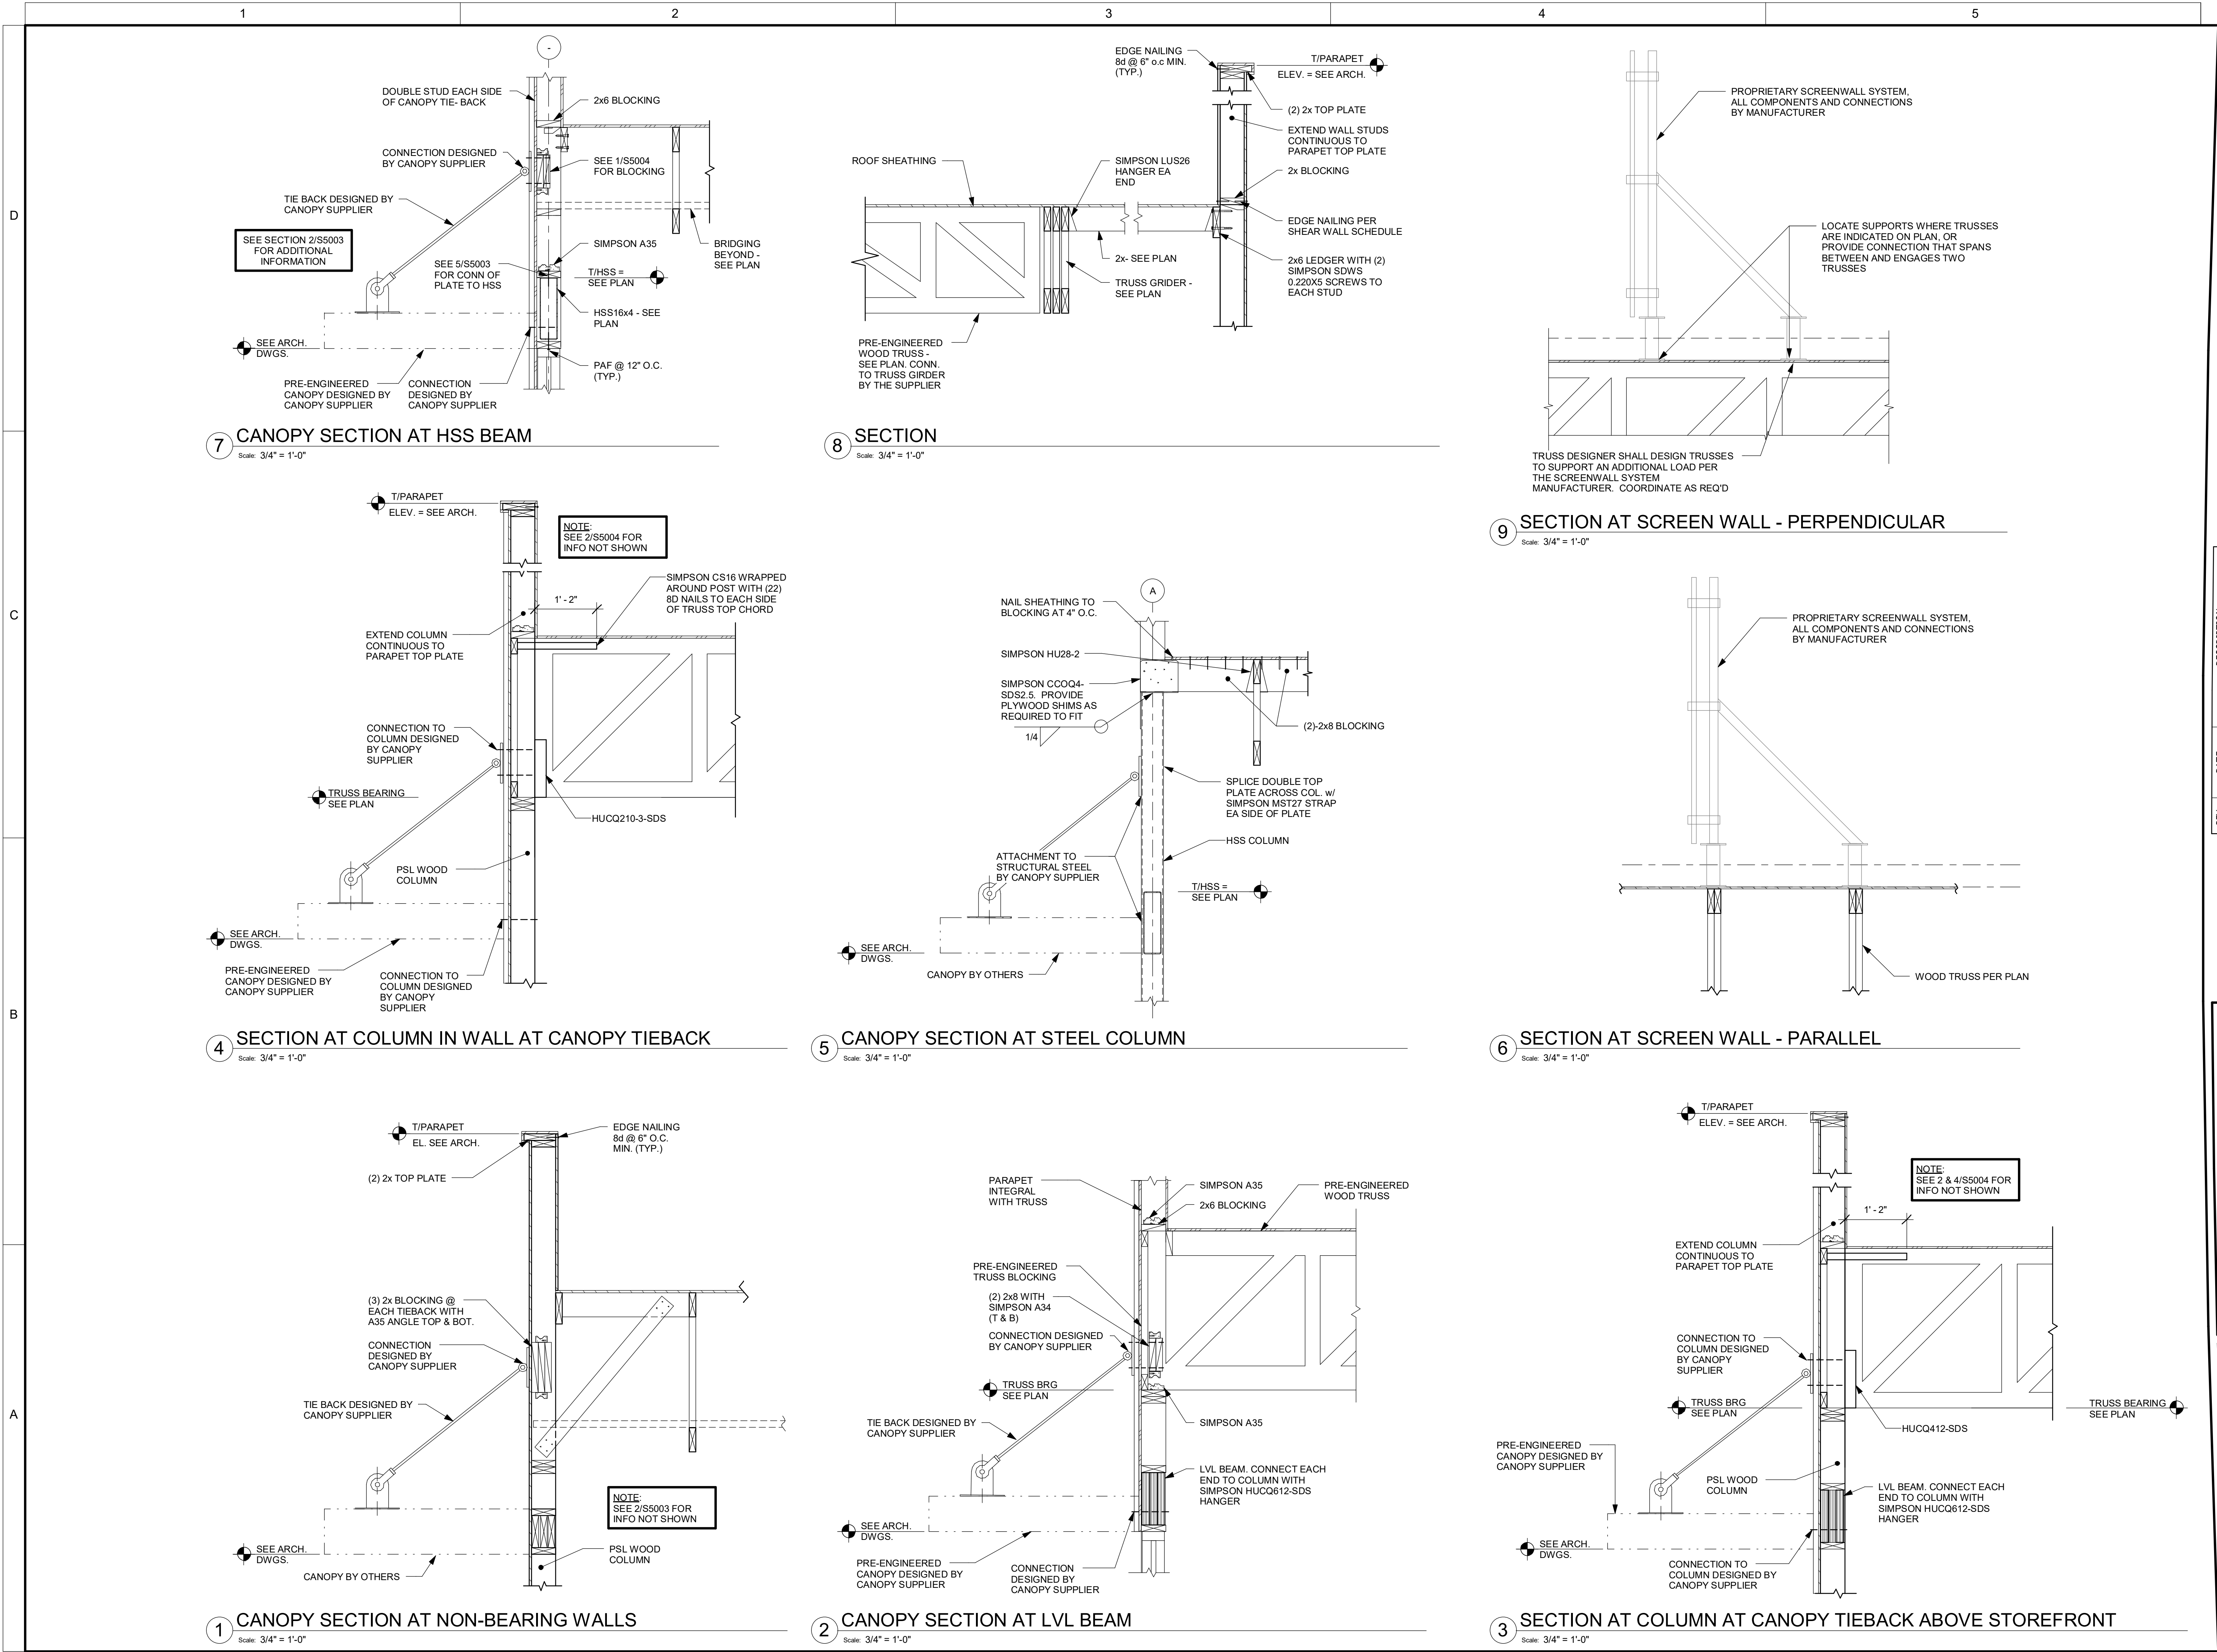 1
2
3
4
5
D
C
B
A
-
DOUBLE STUD EACH SIDE
OF CANOPY TIE- BACK
2x6 BLOCKING
CONNECTION DESIGNED
BY CANOPY SUPPLIER
SEE 1/S5004
FOR BLOCKING
TIE BACK DESIGNED BY
CANOPY SUPPLIER
SEE SECTION 2/S5003
FOR ADDITIONAL
INFORMATION
SIMPSON A35
BRIDGING
BEYOND -
SEE PLAN
SEE 5/S5003
FOR CONN OF
PLATE TO HSS
T/HSS =
SEE PLAN
HSS16x4 - SEE
PLAN
SEE ARCH.
DWGS.
PAF @ 12" O.C.
(TYP.)
PRE-ENGINEERED
CANOPY DESIGNED BY
CANOPY SUPPLIER
CONNECTION
DESIGNED BY
CANOPY SUPPLIER
7
CANOPY SECTION AT HSS BEAM
Scale: 3/4" = 1'-0"
EDGE NAILING
8d @ 6" o.c MIN.
(TYP.)
T/PARAPET
ELEV. = SEE ARCH.
(2) 2x TOP PLATE
EXTEND WALL STUDS
CONTINUOUS TO
PARAPET TOP PLATE
ROOF SHEATHING
SIMPSON LUS26
HANGER EA
END
2x BLOCKING
EDGE NAILING PER
SHEAR WALL SCHEDULE
2x- SEE PLAN
2x6 LEDGER WITH (2)
SIMPSON SDWS
0.220X5 SCREWS TO
EACH STUD
TRUSS GRIDER -
SEE PLAN
PRE-ENGINEERED
WOOD TRUSS -
SEE PLAN. CONN.
TO TRUSS GIRDER
BY THE SUPPLIER
8
SECTION
Scale: 3/4" = 1'-0"
PROPRIETARY SCREENWALL SYSTEM,
ALL COMPONENTS AND CONNECTIONS
BY MANUFACTURER
LOCATE SUPPORTS WHERE TRUSSES
ARE INDICATED ON PLAN, OR
PROVIDE CONNECTION THAT SPANS
BETWEEN AND ENGAGES TWO
TRUSSES
TRUSS DESIGNER SHALL DESIGN TRUSSES
TO SUPPORT AN ADDITIONAL LOAD PER
THE SCREENWALL SYSTEM
MANUFACTURER. COORDINATE AS REQ'D
9
SECTION AT SCREEN WALL - PERPENDICULAR
Scale: 3/4" = 1'-0"
T/PARAPET
ELEV. = SEE ARCH.
NOTE:
SEE 2/S5004 FOR
INFO NOT SHOWN
SIMPSON CS16 WRAPPED
AROUND POST WITH (22)
8D NAILS TO EACH SIDE
OF TRUSS TOP CHORD
1' - 2"
EXTEND COLUMN
CONTINUOUS TO
PARAPET TOP PLATE
CONNECTION TO
COLUMN DESIGNED
BY CANOPY
SUPPLIER
TRUSS BEARING
SEE PLAN
HUCQ210-3-SDS
PSL WOOD
COLUMN
SEE ARCH.
DWGS.
PRE-ENGINEERED
CANOPY DESIGNED BY
CANOPY SUPPLIER
CONNECTION TO
COLUMN DESIGNED
BY CANOPY
SUPPLIER
4
SECTION AT COLUMN IN WALL AT CANOPY TIEBACK
Scale: 3/4" = 1'-0"
A
NAIL SHEATHING TO
BLOCKING AT 4" O.C.
SIMPSON HU28-2
SIMPSON CCOQ4-
SDS2.5. PROVIDE
PLYWOOD SHIMS AS
REQUIRED TO FIT
1/4
(2)-2x8 BLOCKING
SPLICE DOUBLE TOP
PLATE ACROSS COL. w/
SIMPSON MST27 STRAP
EA SIDE OF PLATE
HSS COLUMN
ATTACHMENT TO
STRUCTURAL STEEL
BY CANOPY SUPPLIER
T/HSS =
SEE PLAN
SEE ARCH.
DWGS.
CANOPY BY OTHERS
5
CANOPY SECTION AT STEEL COLUMN
Scale: 3/4" = 1'-0"
PROPRIETARY SCREENWALL SYSTEM,
ALL COMPONENTS AND CONNECTIONS
BY MANUFACTURER
WOOD TRUSS PER PLAN
6
SECTION AT SCREEN WALL - PARALLEL
Scale: 3/4" = 1'-0"
T/PARAPET
EL. SEE ARCH.
EDGE NAILING
8d @ 6" O.C.
MIN. (TYP.)
(2) 2x TOP PLATE
(3) 2x BLOCKING @
EACH TIEBACK WITH
A35 ANGLE TOP & BOT.
CONNECTION
DESIGNED BY
CANOPY SUPPLIER
TIE BACK DESIGNED BY
CANOPY SUPPLIER
NOTE:
SEE 2/S5003 FOR
INFO NOT SHOWN
SEE ARCH.
DWGS.
PSL WOOD
COLUMN
CANOPY BY OTHERS
1
CANOPY SECTION AT NON-BEARING WALLS
Scale: 3/4" = 1'-0"
PARAPET
INTEGRAL
WITH TRUSS
SIMPSON A35
2x6 BLOCKING
PRE-ENGINEERED
WOOD TRUSS
PRE-ENGINEERED
TRUSS BLOCKING
(2) 2x8 WITH
SIMPSON A34
(T & B)
CONNECTION DESIGNED
BY CANOPY SUPPLIER
TRUSS BRG
SEE PLAN
TIE BACK DESIGNED BY
CANOPY SUPPLIER
SIMPSON A35
LVL BEAM. CONNECT EACH
END TO COLUMN WITH
SIMPSON HUCQ612-SDS
HANGER
SEE ARCH.
DWGS.
PRE-ENGINEERED
CANOPY DESIGNED BY
CANOPY SUPPLIER
CONNECTION
DESIGNED BY
CANOPY SUPPLIER
2
CANOPY SECTION AT LVL BEAM
Scale: 3/4" = 1'-0"
T/PARAPET
ELEV. = SEE ARCH.
NOTE:
SEE 2 & 4/S5004 FOR
INFO NOT SHOWN
1' - 2"
EXTEND COLUMN
CONTINUOUS TO
PARAPET TOP PLATE
CONNECTION TO
COLUMN DESIGNED
BY CANOPY
SUPPLIER
TRUSS BRG
SEE PLAN
TRUSS BEARING
SEE PLAN
HUCQ412-SDS
PRE-ENGINEERED
CANOPY DESIGNED BY
CANOPY SUPPLIER
PSL WOOD
COLUMN
LVL BEAM. CONNECT EACH
END TO COLUMN WITH
SIMPSON HUCQ612-SDS
HANGER
SEE ARCH.
DWGS.
CONNECTION TO
COLUMN DESIGNED BY
CANOPY SUPPLIER
3
SECTION AT COLUMN AT CANOPY TIEBACK ABOVE STOREFRONT
Scale: 3/4" = 1'-0"